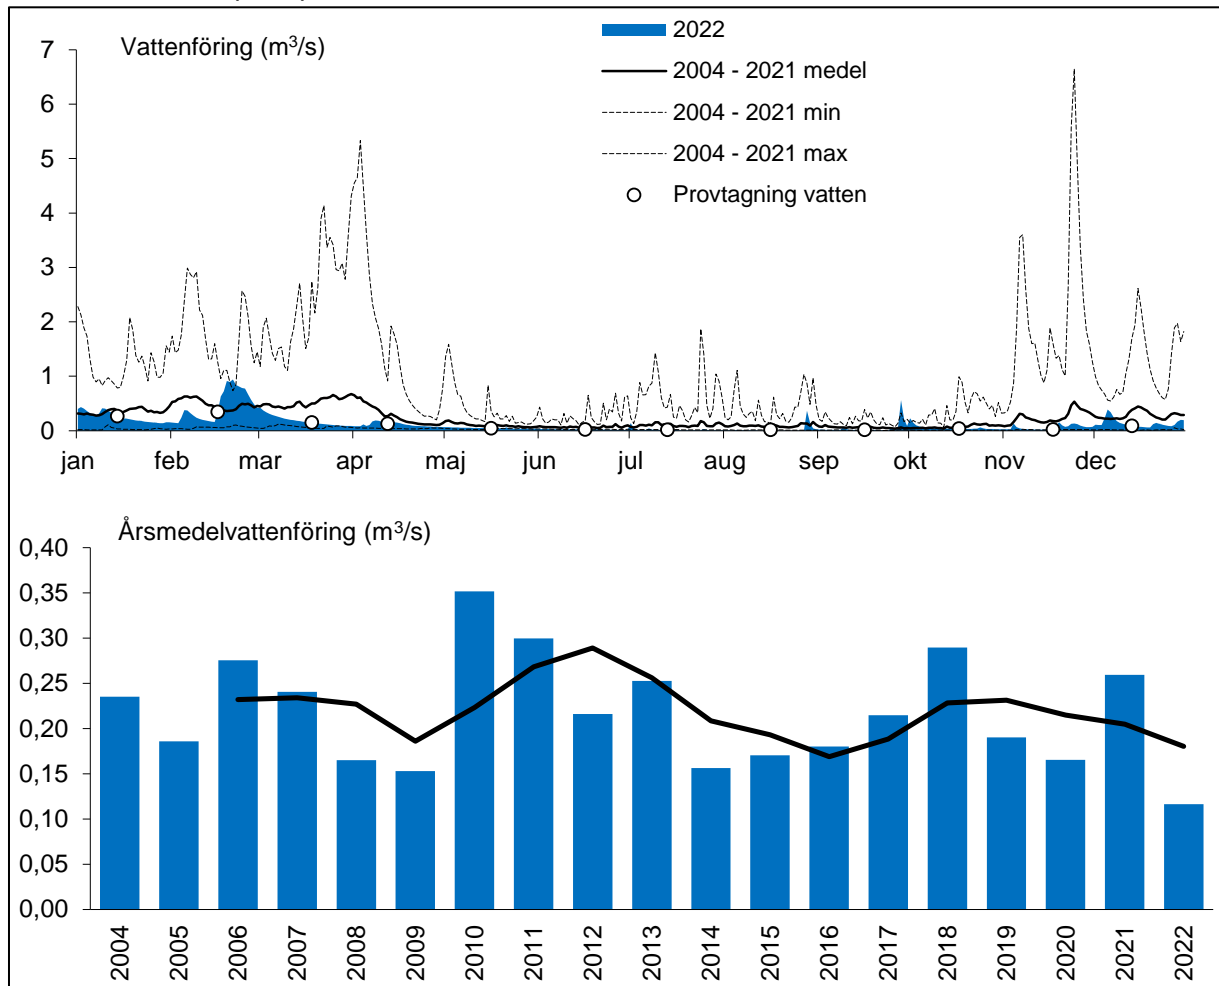 Vattenföring (m³/s)
2022
2004 - 2021 medel
2004 - 2021 min
2004 - 2021 max
Provtagning vatten
7
6
5
4
3
2
1
0
jan feb mar apr maj jun jul aug sep okt nov dec
Årsmedelvattenföring (m³/s)
0,40
0,35
0,30
0,25
0,20
0,15
0,10
0,05
0,00
2004 2005 2006 2007 2008 2009 2010 2011 2012 2013 2014 2015 2016 2017 2018 2019 2020 2021 2022